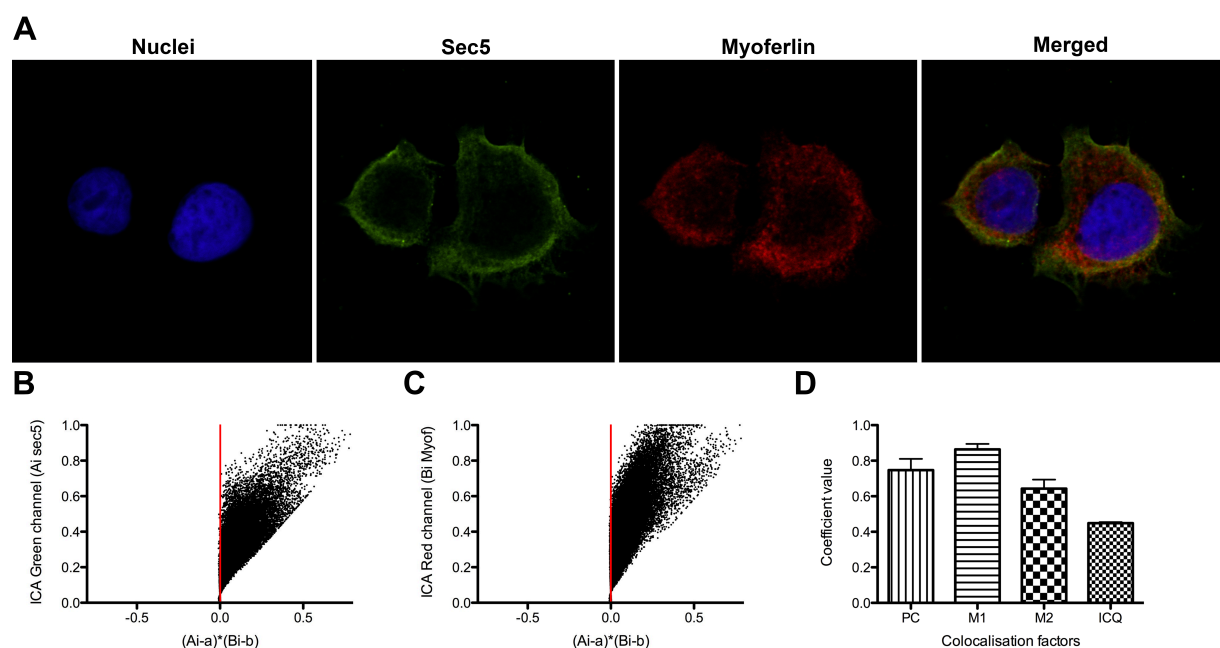 A
Nuclei
Sec5
Myoferlin
Merged
B
ICA Green channel (Ai sec5)
1.0
0.8
0.6
0.4
0.2
0.0
-0.5
0.0
0.5
(Ai-a)*(Bi-b)
C
ICA Red channel (Bi Myof)
1.0
0.8
0.6
0.4
0.2
0.0
-0.5
0.0
0.5
(Ai-a)*(Bi-b)
D
Coefficient value
1.0
0.8
0.6
0.4
0.2
0.0
PC
M1
M2
ICQ
Colocalisation factors